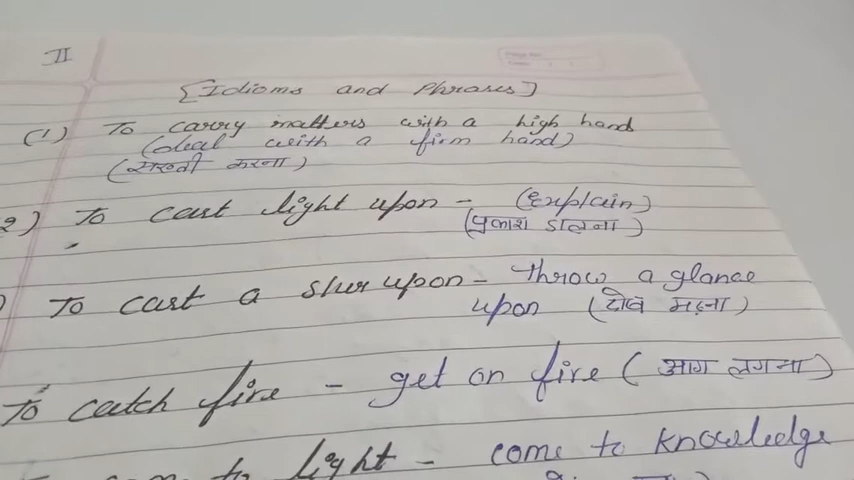 II
[Idioms and Phrases]
(1) To carry matters with a high hand
(deal with a firm hand)
(सख्ती करना)
2) To cast light upon - (Explain)
(प्रकाश डालना)
) To cast a slur upon - Throw a glance
upon (दोष मढ़ना)
To catch fire - get on fire (आग लगना)
to light - come to knowledge